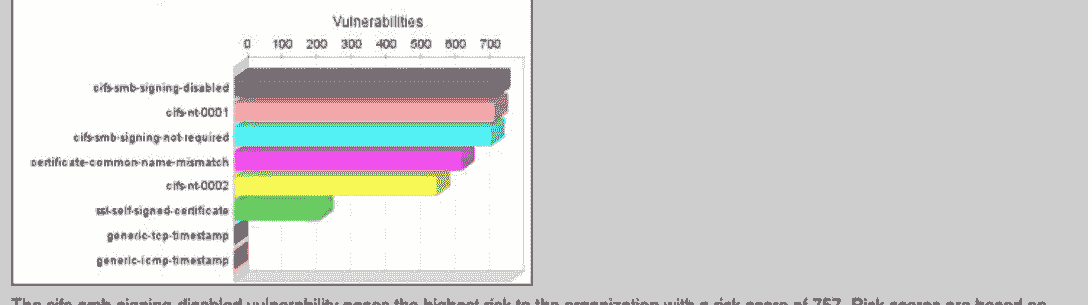 Vulnerabilities
0 100 200 300 400 500 600 700
cifs-smb-signing-disabled
cifs-nt-0001
cifs-smb-signing-not-required
certificate-common-name-mismatch
cifs-nt-0002
ssl-self-signed-certificate
generic-tcp-timestamp
generic-icmp-timestamp
The cifs-smb-signing-disabled vulnerability poses the highest risk to the organization with a risk score of 757. Risk scores are based on